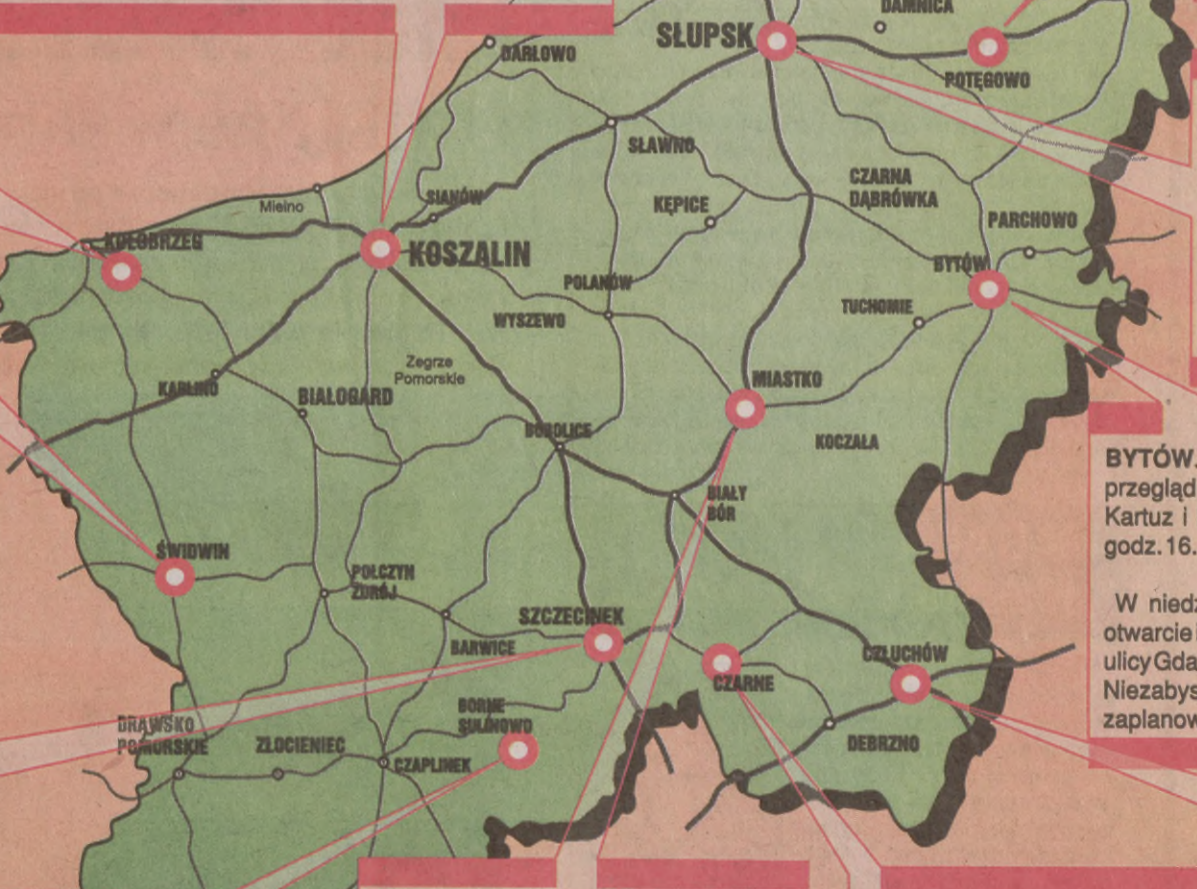 DAMNICA
SŁUPSK
DARŁOWO
POTĘGOWO
SŁAWNO
CZARNA
DĄBRÓWKA
SIANÓW
Mielno
KĘPICE
PARCHOWO
KOŁOBRZEG
KOSZALIN
BYTÓW
POLANÓW
TUCHOMIE
WYSZEWO
Zegrze
Pomorskie
MIASTKO
KARLINO
BIAŁOGARD
BOBOLICE
KOCZAŁA
BYTÓW.
przegląd
Kartuz i
godz.16.
BIAŁY
BÓR
ŚWIDWIN
POŁCZYN
ZDRÓJ
W niedz
otwarcie
ulicy Gda
Niezabys
zaplanow
SZCZECINEK
BARWICE
CZŁUCHÓW
CZARNE
BORNE
SULINOWO
DRAWSKO
POMORSKIE
ZŁOCIENIEC
CZAPLINEK
DEBRZNO